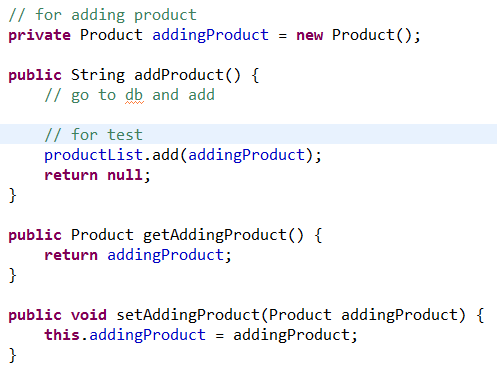 // for adding product
private Product addingProduct = new Product();
public String addProduct() {
// go to db and add
// for test
productList.add(addingProduct);
return null;
}
public Product getAddingProduct() {
return addingProduct;
}
public void setAddingProduct(Product addingProduct) {
this.addingProduct = addingProduct;
}